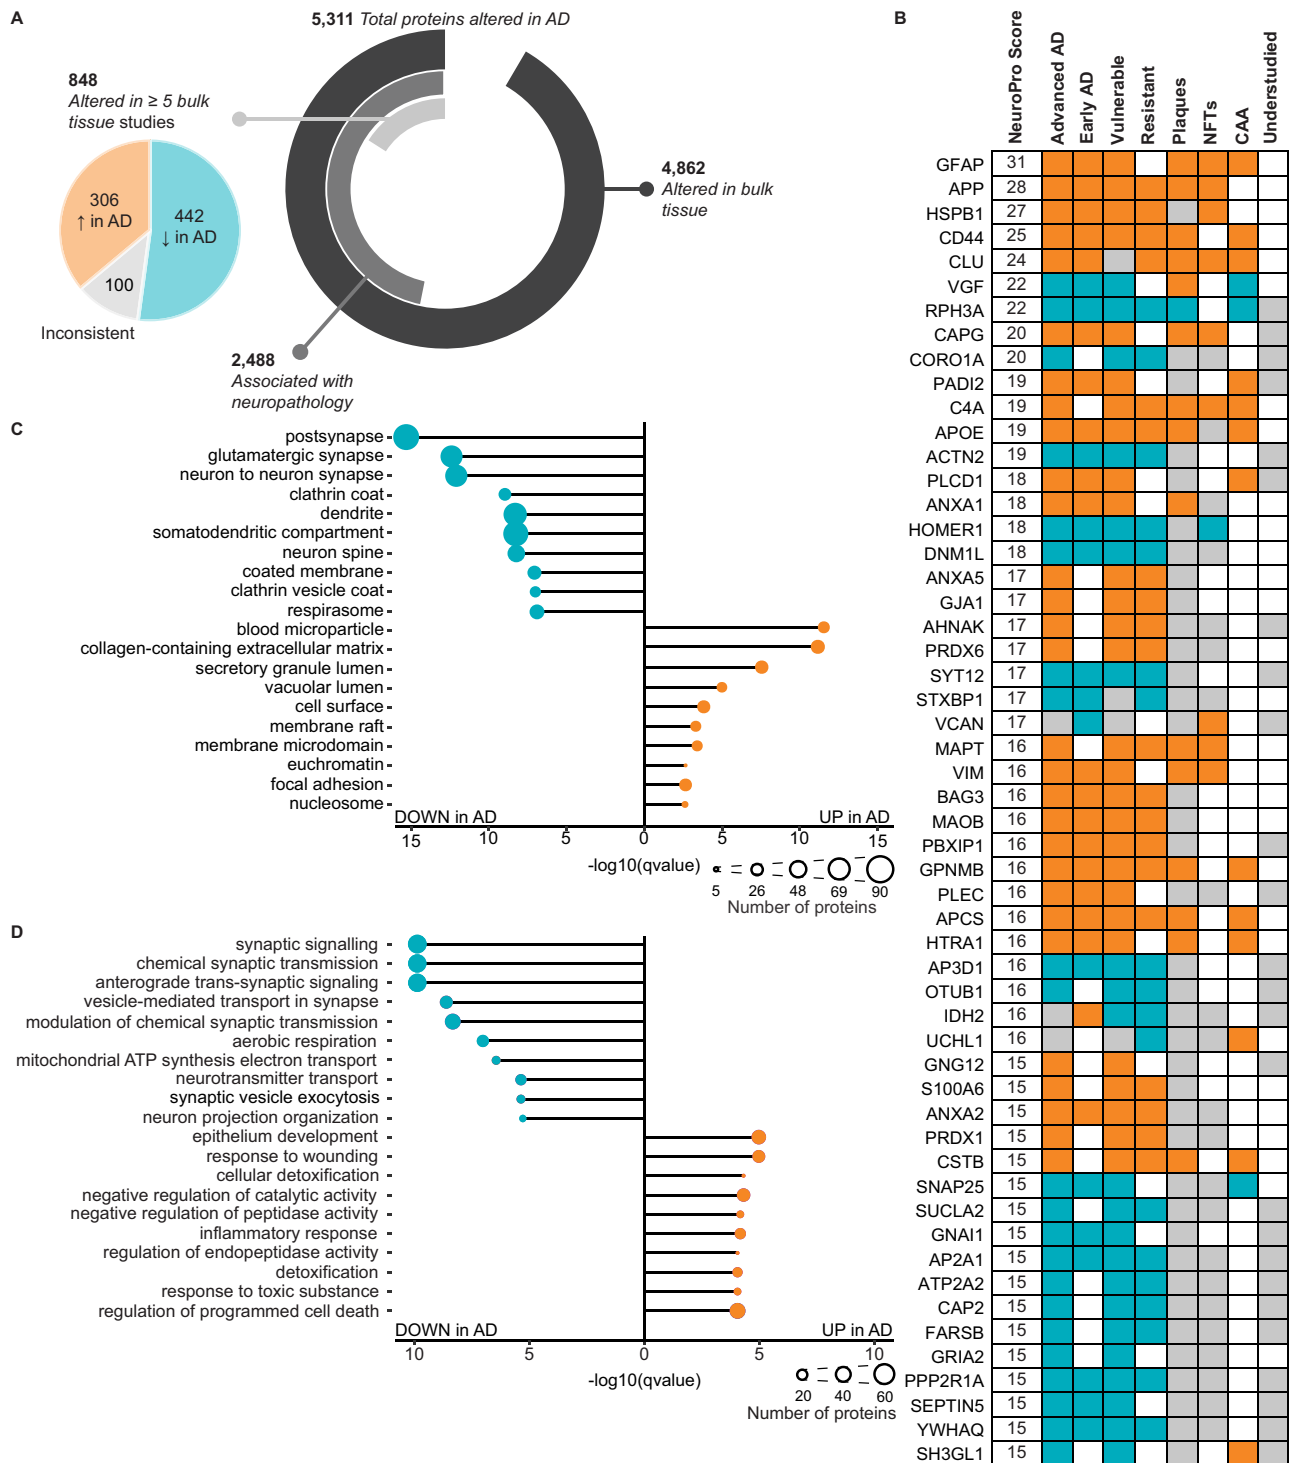 A
5,311 Total proteins altered in AD
848
Altered in ≥ 5 bulk
tissue studies
306
↑ in AD
442
↓ in AD
100
Inconsistent
4,862
Altered in bulk
tissue
2,488
Associated with
neuropathology
B
NeuroPro Score
Advanced AD
Early AD
Vulnerable
Resistant
Plaques
NFTs
CAA
Understudied
GFAP 31
APP 28
HSPB1 27
CD44 25
CLU 24
VGF 22
RPH3A 22
CAPG 20
CORO1A 20
PADI2 19
C4A 19
APOE 19
ACTN2 19
PLCD1 18
ANXA1 18
HOMER1 18
DNM1L 18
ANXA5 17
GJA1 17
AHNAK 17
PRDX6 17
SYT12 17
STXBP1 17
VCAN 17
MAPT 16
VIM 16
BAG3 16
MAOB 16
PBXIP1 16
GPNMB 16
PLEC 16
APCS 16
HTRA1 16
AP3D1 16
OTUB1 16
IDH2 16
UCHL1 16
GNG12 15
S100A6 15
ANXA2 15
PRDX1 15
CSTB 15
SNAP25 15
SUCLA2 15
GNAI1 15
AP2A1 15
ATP2A2 15
CAP2 15
FARSB 15
GRIA2 15
PPP2R1A 15
SEPTIN5 15
YWHAQ 15
SH3GL1 15
C
postsynapse
glutamatergic synapse
neuron to neuron synapse
clathrin coat
dendrite
somatodendritic compartment
neuron spine
coated membrane
clathrin vesicle coat
respirasome
blood microparticle
collagen-containing extracellular matrix
secretory granule lumen
vacuolar lumen
cell surface
membrane raft
membrane microdomain
euchromatin
focal adhesion
nucleosome
DOWN in AD UP in AD
15 10 5 0 5 10 15
-log10(qvalue)
5 26 48 69 90
Number of proteins
D
synaptic signalling
chemical synaptic transmission
anterograde trans-synaptic signaling
vesicle-mediated transport in synapse
modulation of chemical synaptic transmission
aerobic respiration
mitochondrial ATP synthesis electron transport
neurotransmitter transport
synaptic vesicle exocytosis
neuron projection organization
epithelium development
response to wounding
cellular detoxification
negative regulation of catalytic activity
negative regulation of peptidase activity
inflammatory response
regulation of endopeptidase activity
detoxification
response to toxic substance
regulation of programmed cell death
DOWN in AD UP in AD
10 5 0 5 10
-log10(qvalue)
20 40 60
Number of proteins